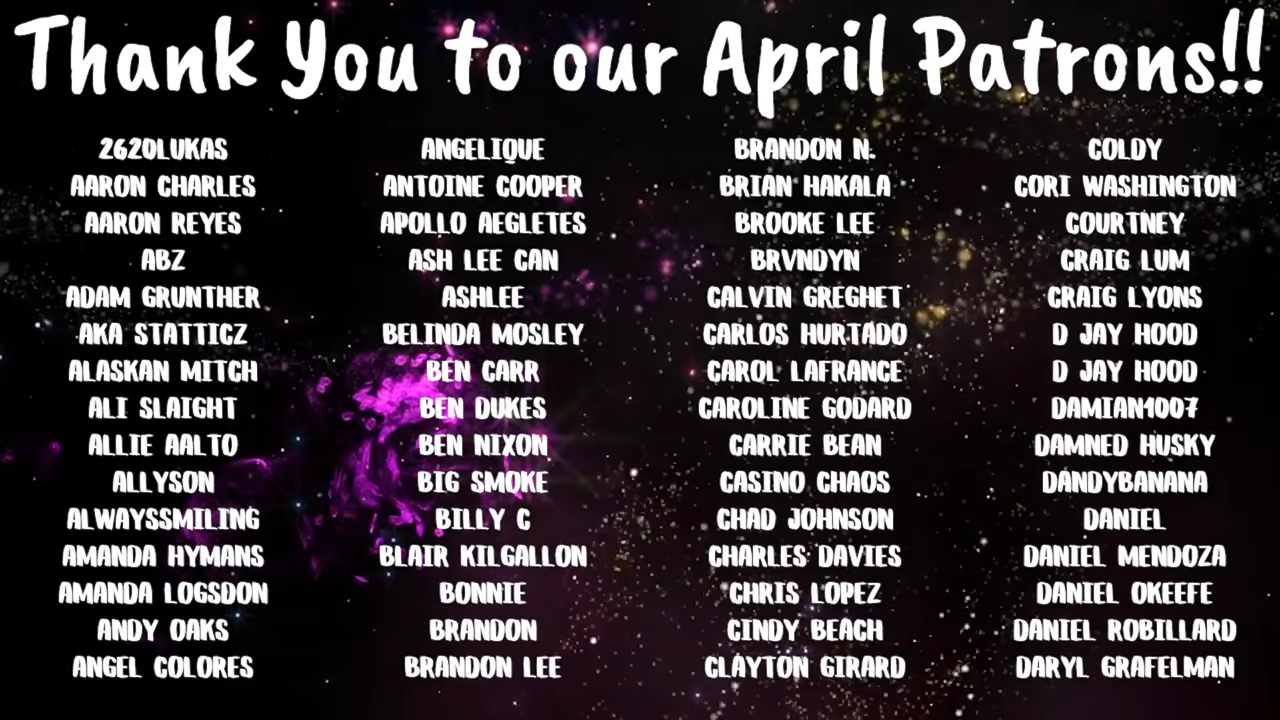 Thank You to our April Patrons!!
2620LUKAS
AARON CHARLES
AARON REYES
ABZ
ADAM GRUNTHER
AKA STATTICZ
ALASKAN MITCH
ALI SLAIGHT
ALLIE AALTO
ALLYSON
ALWAYSSMILING
AMANDA HYMANS
AMANDA LOGSDON
ANDY OAKS
ANGEL COLORES
ANGELIQUE
ANTOINE COOPER
APOLLO AEGLETES
ASH LEE CAN
ASHLEE
BELINDA MOSLEY
BEN CARR
BEN DUKES
BEN NIXON
BIG SMOKE
BILLY C
BLAIR KILGALLON
BONNIE
BRANDON
BRANDON LEE
BRANDON N.
BRIAN HAKALA
BROOKE LEE
BRVNDYN
CALVIN GREGHET
CARLOS HURTADO
CAROL LAFRANCE
CAROLINE GODARD
CARRIE BEAN
CASINO CHAOS
CHAD JOHNSON
CHARLES DAVIES
CHRIS LOPEZ
CINDY BEACH
CLAYTON GIRARD
COLDY
CORI WASHINGTON
COURTNEY
CRAIG LUM
CRAIG LYONS
D JAY HOOD
D JAY HOOD
DAMIAN1007
DAMNED HUSKY
DANDYBANANA
DANIEL
DANIEL MENDOZA
DANIEL OKEEFE
DANIEL ROBILLARD
DARYL GRAFELMAN